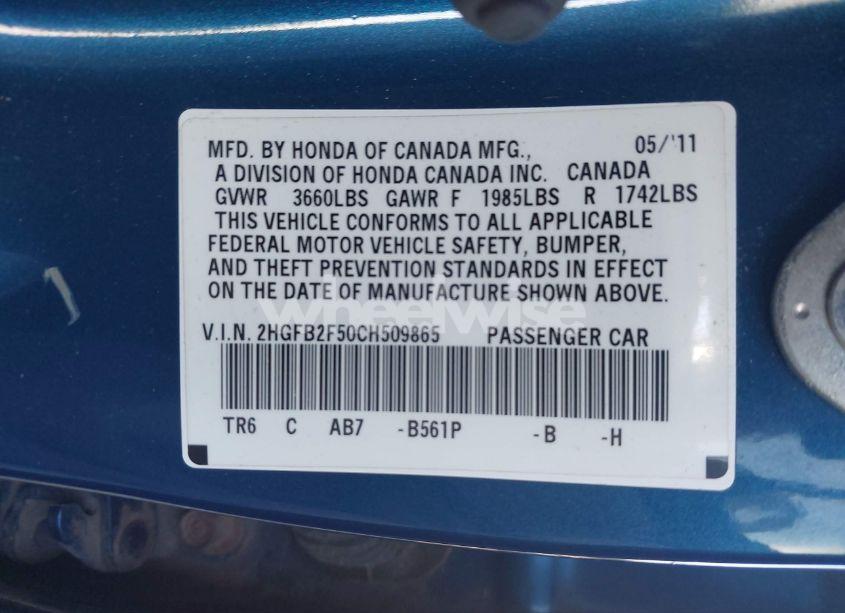 MFD. BY HONDA OF CANADA MFG., 05/'11
A DIVISION OF HONDA CANADA INC. CANADA
GVWR 3660LBS GAWR F 1985LBS R 1742LBS
THIS VEHICLE CONFORMS TO ALL APPLICABLE
FEDERAL MOTOR VEHICLE SAFETY, BUMPER,
AND THEFT PREVENTION STANDARDS IN EFFECT
ON THE DATE OF MANUFACTURE SHOWN ABOVE.
wheelwise
V.I.N. 2HGFB2F50CH509865 PASSENGER CAR
TR6 C AB7 -B561P -B -H